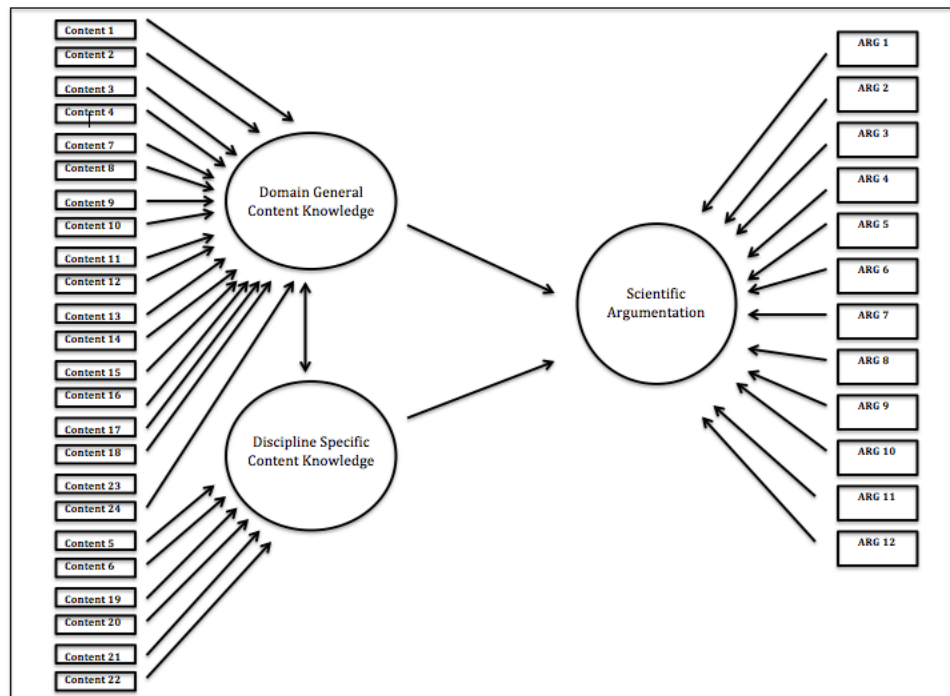 Content 1
Content 2
Content 3
Content 4
Content 7
Content 8
Content 9
Content 10
Content 11
Content 12
Content 13
Content 14
Content 15
Content 16
Content 17
Content 18
Content 23
Content 24
Content 5
Content 6
Content 19
Content 20
Content 21
Content 22
Domain General
Content Knowledge
Discipline Specific
Content Knowledge
Scientific
Argumentation
ARG 1
ARG 2
ARG 3
ARG 4
ARG 5
ARG 6
ARG 7
ARG 8
ARG 9
ARG 10
ARG 11
ARG 12